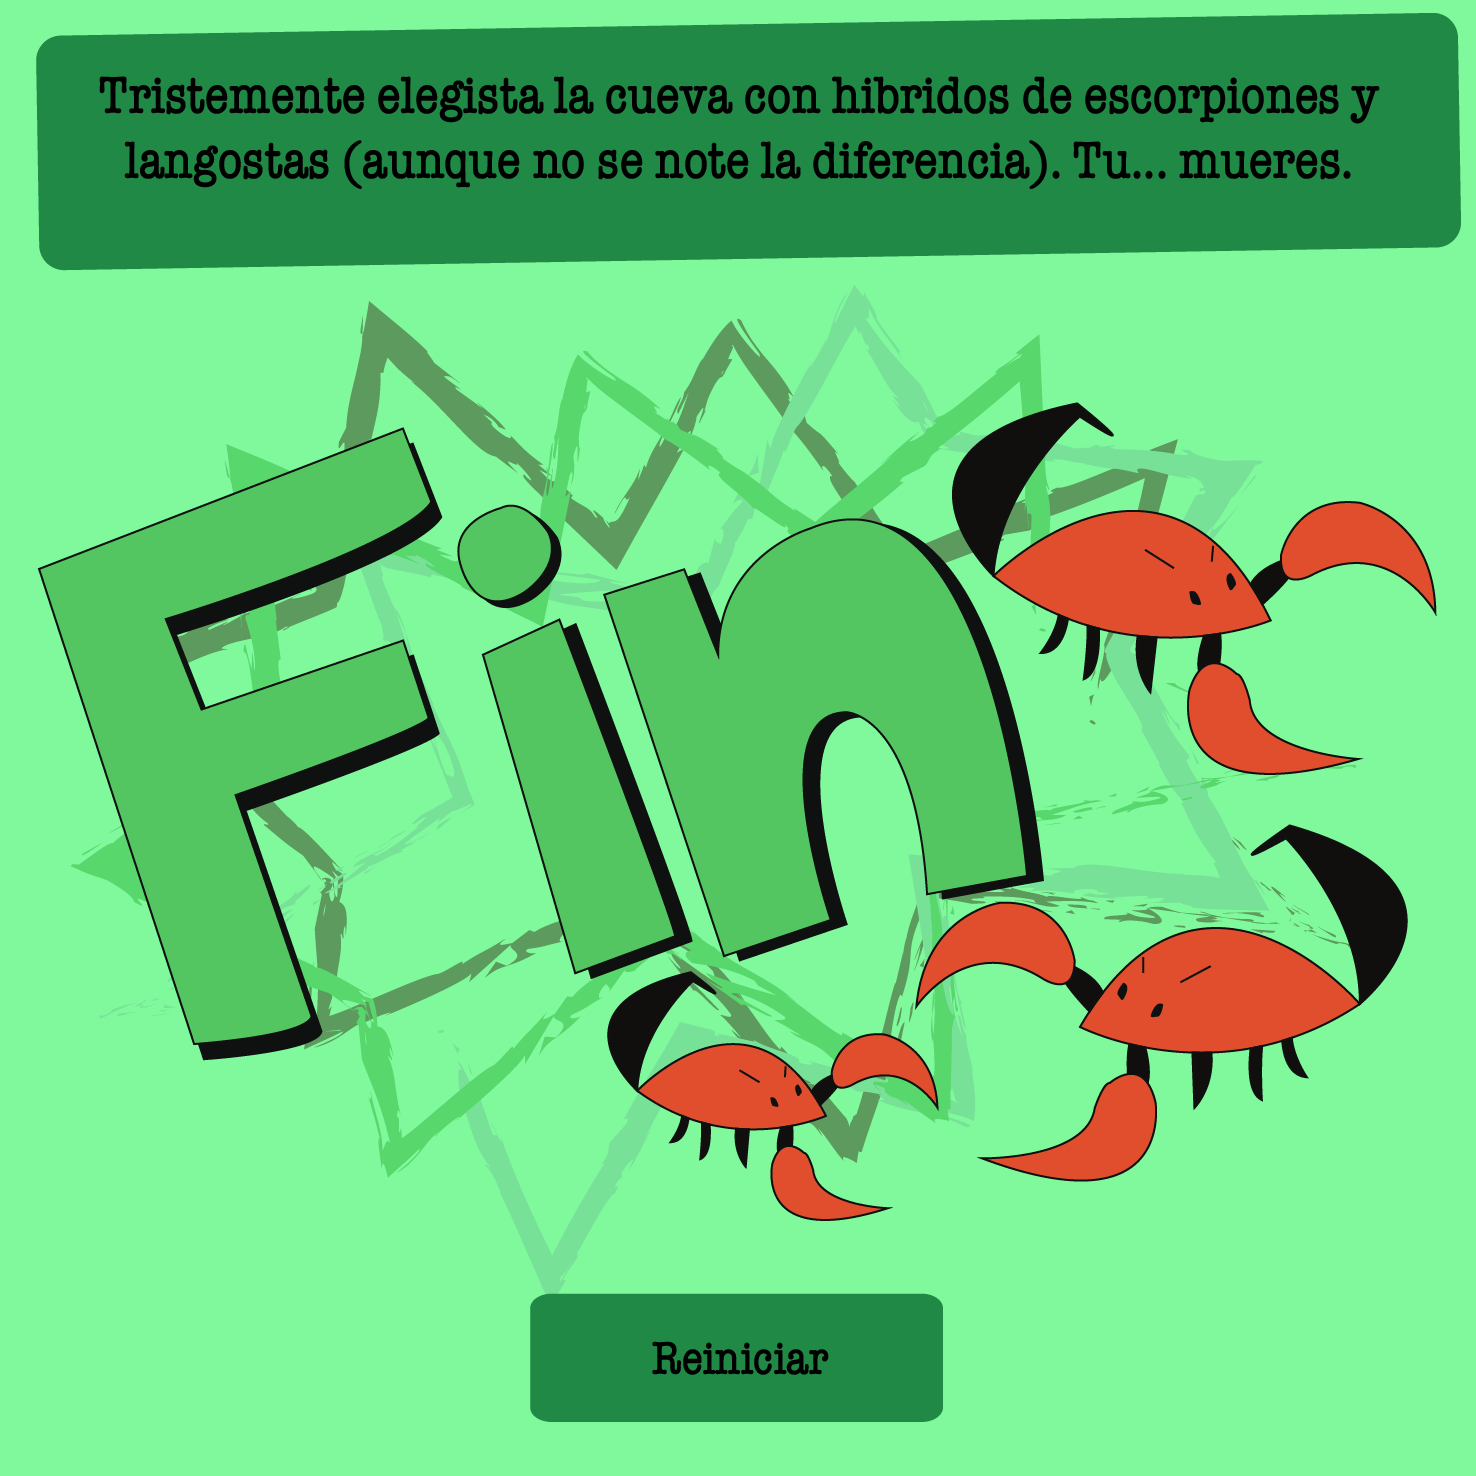 Tristemente elegista la cueva con hibridos de escorpiones y
langostas (aunque no se note la diferencia). Tu... mueres.
Fin
Reiniciar